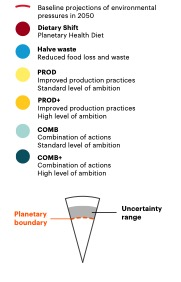 Baseline projections of environmental
pressures in 2050
Dietary Shift
Planetary Health Diet
Halve waste
Reduced food loss and waste
PROD
Improved production practices
Standard level of ambition
PROD+
Improved production practices
High level of ambition
COMB
Combination of actions
Standard level of ambition
COMB+
Combination of actions
High level of ambition
Planetary
boundary
Uncertainty
range